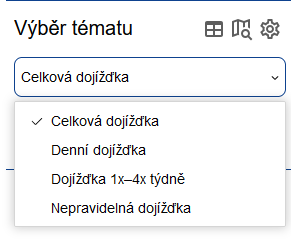 Výběr tématu
Celková dojížďka
Celková dojížďka
Denní dojížďka
Dojížďka 1x–4x týdně
Nepravidelná dojížďka